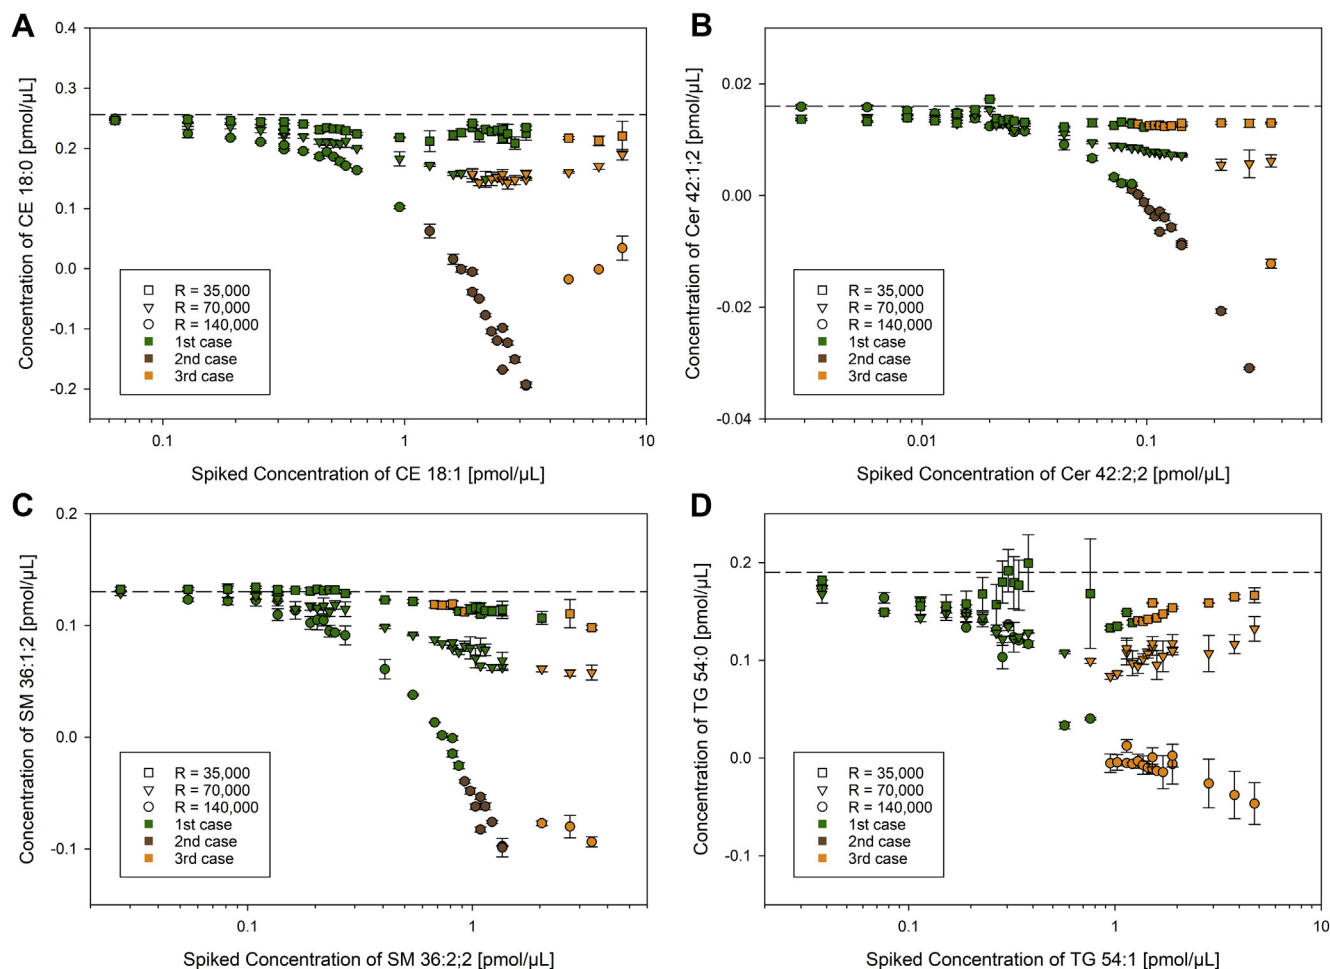 A
Concentration of CE 18:0 [pmol/µL]
0.4
0.3
0.2
0.1
0.0
-0.1
-0.2
R = 35,000
R = 70,000
R = 140,000
1st case
2nd case
3rd case
0.1
1
10
Spiked Concentration of CE 18:1 [pmol/µL]
B
Concentration of Cer 42:1;2 [pmol/µL]
0.02
0.00
-0.02
-0.04
R = 35,000
R = 70,000
R = 140,000
1st case
2nd case
3rd case
0.01
0.1
Spiked Concentration of Cer 42:2;2 [pmol/µL]
C
Concentration of SM 36:1;2 [pmol/µL]
0.2
0.1
0.0
-0.1
R = 35,000
R = 70,000
R = 140,000
1st case
2nd case
3rd case
0.1
1
Spiked Concentration of SM 36:2;2 [pmol/µL]
D
Concentration of TG 54:0 [pmol/µL]
0.2
0.1
0.0
-0.1
R = 35,000
R = 70,000
R = 140,000
1st case
2nd case
3rd case
0.1
1
10
Spiked Concentration of TG 54:1 [pmol/µL]